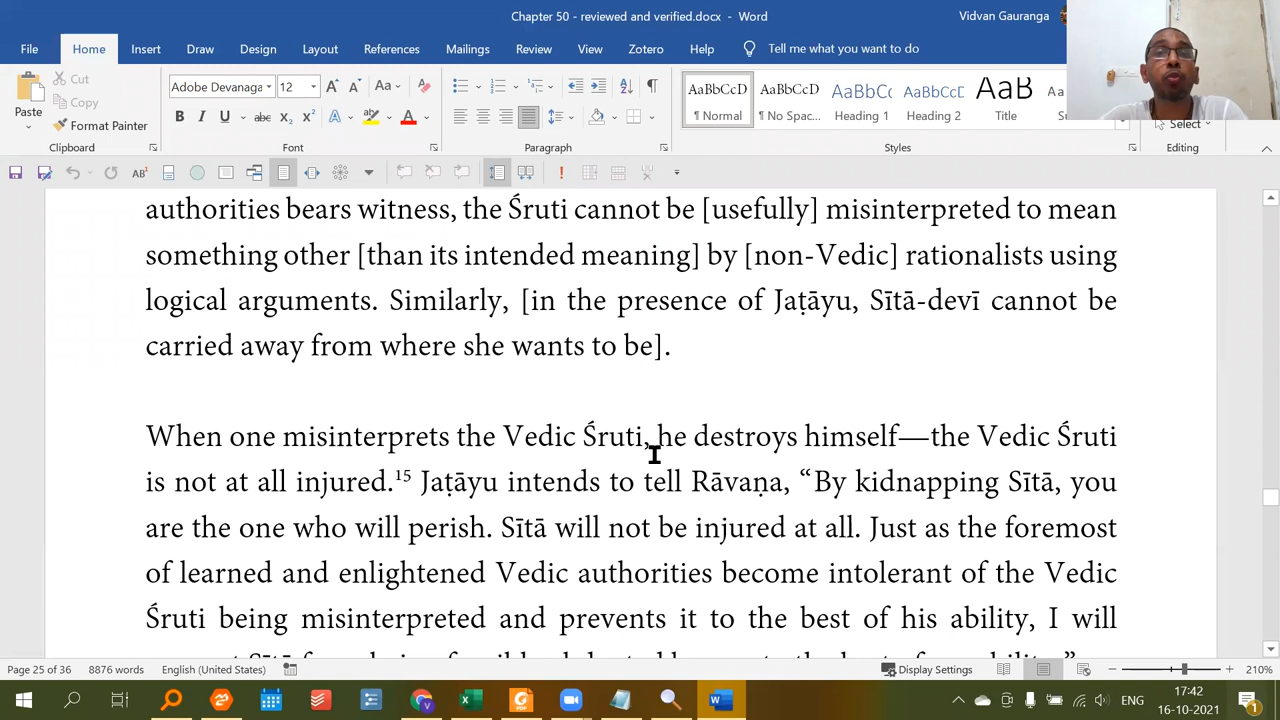 Chapter 50 - reviewed and verified.docx - Word
Vidvan Gauranga
File Home Insert Draw Design Layout References Mailings Review View Zotero Help Tell me what you want to do
Paste
Cut
Copy
Format Painter
Clipboard
Adobe Devanaga 12
Font
Paragraph
AaBbCcDd AaBbCcDd AaBbCc AaBbCcD AaB
¶ Normal ¶ No Spac... Heading Heading 2 Title
Styles
Select
Editing
authorities bears witness, the Śruti cannot be [usefully] misinterpreted to mean
something other [than its intended meaning] by [non-Vedic] rationalists using
logical arguments. Similarly, [in the presence of Jaṭāyu, Sītā-devī cannot be
carried away from where she wants to be].
When one misinterprets the Vedic Śruti, he destroys himself—the Vedic Śruti
is not at all injured.15 Jaṭāyu intends to tell Rāvaṇa, “By kidnapping Sītā, you
are the one who will perish. Sītā will not be injured at all. Just as the foremost
of learned and enlightened Vedic authorities become intolerant of the Vedic
Śruti being misinterpreted and prevents it to the best of his ability, I will
Page 25 of 36 8876 words English (United States) Display Settings 210%
ENG
17:42
16-10-2021